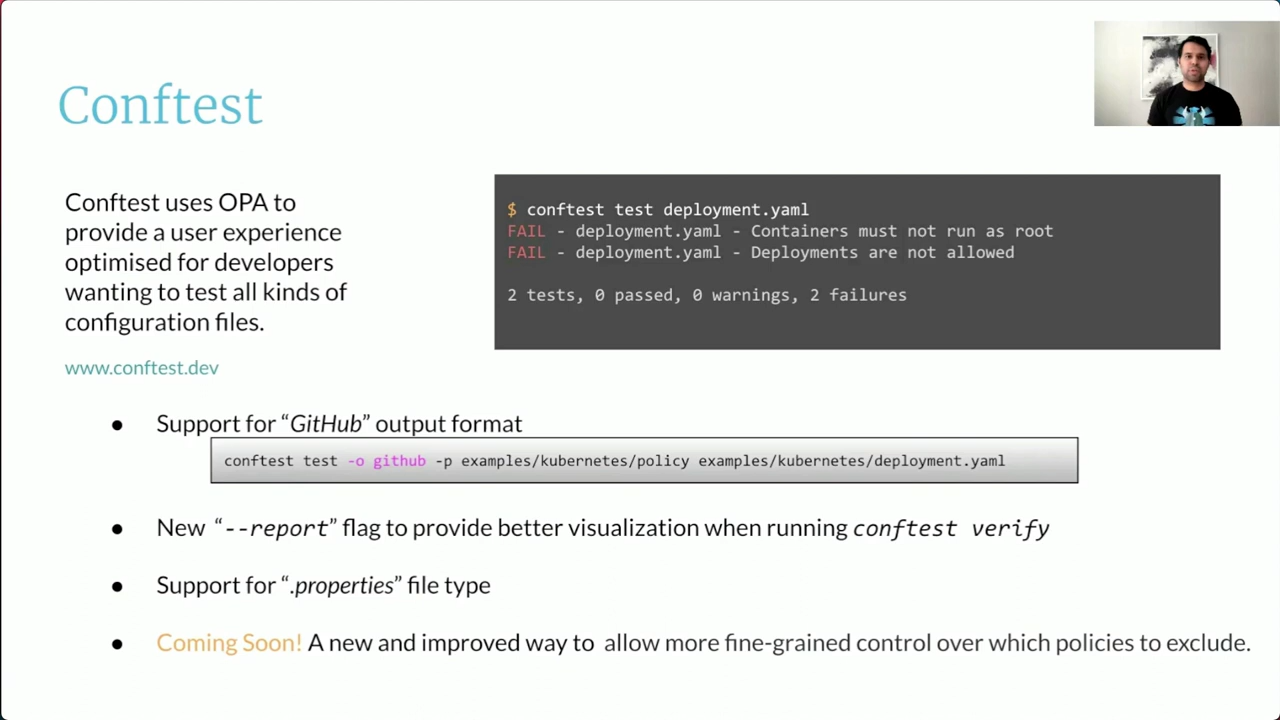 Conftest
Conftest uses OPA to
provide a user experience
optimised for developers
wanting to test all kinds of
configuration files.
www.conftest.dev
$ conftest test deployment.yaml
FAIL - deployment.yaml - Containers must not run as root
FAIL - deployment.yaml - Deployments are not allowed
2 tests, 0 passed, 0 warnings, 2 failures
● Support for “GitHub” output format
conftest test -o github -p examples/kubernetes/policy examples/kubernetes/deployment.yaml
● New “--report” flag to provide better visualization when running conftest verify
● Support for “.properties” file type
● Coming Soon! A new and improved way to allow more fine-grained control over which policies to exclude.